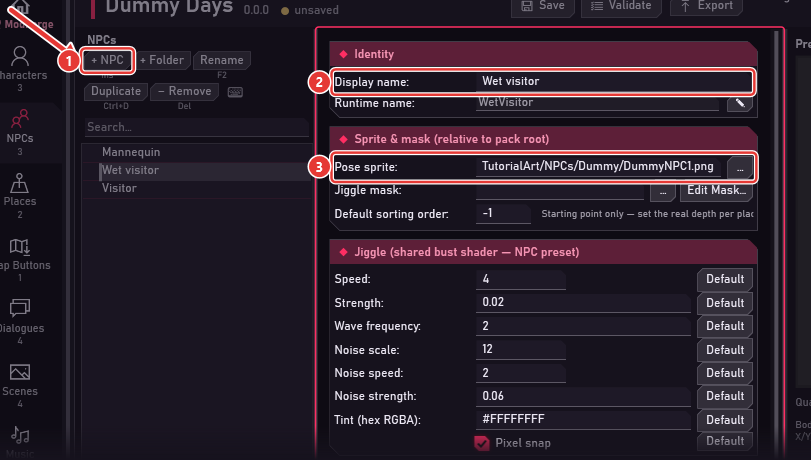 Dummy Days 0.0.0 unsaved
Save Validate Export
NPCs
1
+ NPC + Folder Rename
F2
Duplicate − Remove
Ctrl+D Del
Search...
Mannequin
Wet visitor
Visitor
haracters
3
NPCs
3
Places
2
ap Buttons
1
Dialogues
4
Scenes
4
Music
Identity
2
Display name: Wet visitor
Runtime name: WetVisitor
Sprite & mask (relative to pack root)
3
Pose sprite: TutorialArt/NPCs/Dummy/DummyNPC1.png ...
Jiggle mask: ... Edit Mask...
Default sorting order: -1 Starting point only — set the real depth per plac
Jiggle (shared bust shader — NPC preset)
Speed: 4 Default
Strength: 0.02 Default
Wave frequency: 2 Default
Noise scale: 12 Default
Noise speed: 2 Default
Noise strength: 0.06 Default
Tint (hex RGBA): #FFFFFFFF Default
Pixel snap Default
Pre
Qua
Boo
X/Y